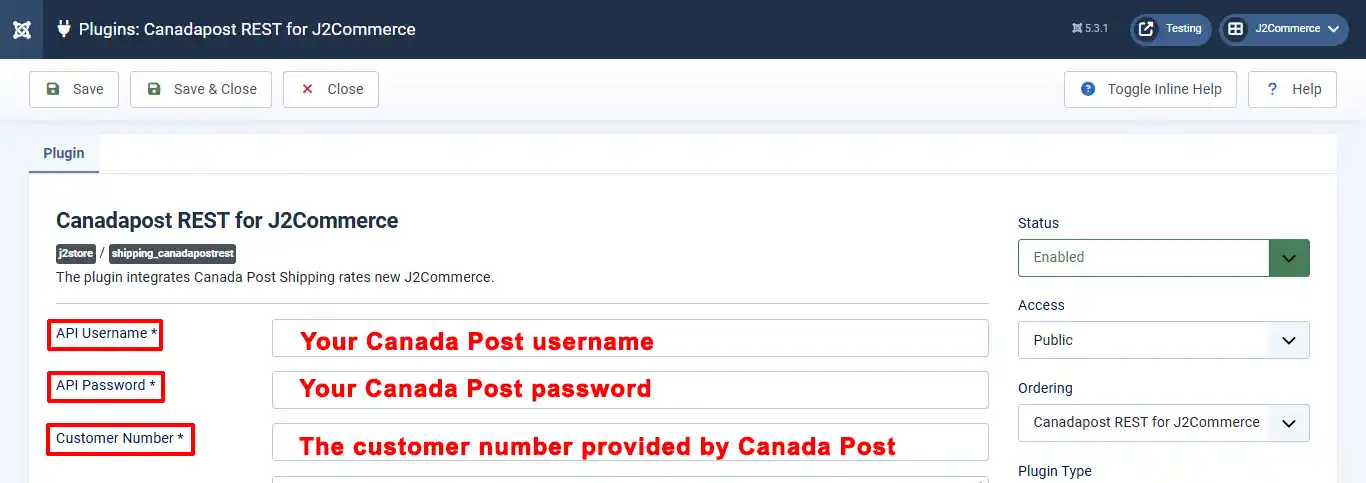 Plugins: Canadapost REST for J2Commerce
5.3.1
Testing
J2Commerce
Save
Save & Close
Close
Toggle Inline Help
? Help
Plugin
Canadapost REST for J2Commerce
j2store / shipping_canadapostrest
The plugin integrates Canada Post Shipping rates new J2Commerce.
API Username *
Your Canada Post username
API Password *
Your Canada Post password
Customer Number *
The customer number provided by Canada Post
Status
Enabled
Access
Public
Ordering
Canadapost REST for J2Commerce
Plugin Type